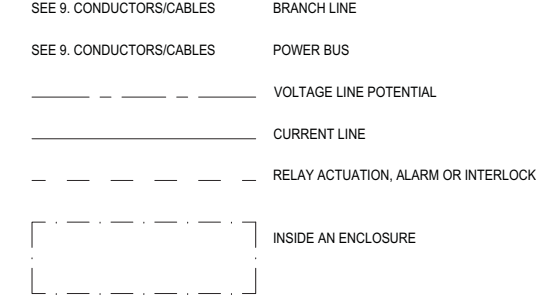 SEE 9. CONDUCTORS/CABLES BRANCH LINE
SEE 9. CONDUCTORS/CABLES POWER BUS
VOLTAGE LINE POTENTIAL
CURRENT LINE
RELAY ACTUATION, ALARM OR INTERLOCK
INSIDE AN ENCLOSURE